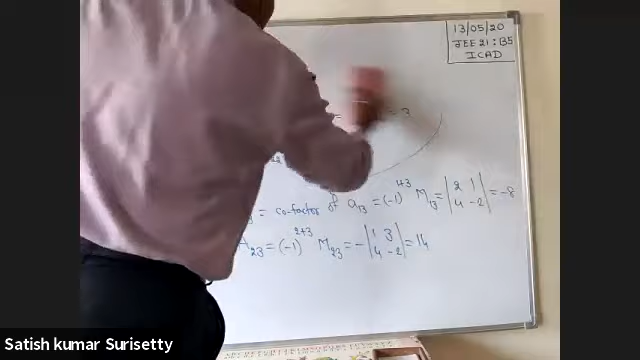 13/05/20
JEE 21 : B5
ICAD
= 3
= co-factor of a₁₃ = (-1)¹⁺³ M₁₃ = |2 1; 4 -2| = -8
A₂₃ = (-1)²⁺³ M₂₃ = -|1 3; 4 -2| = 14
Satish kumar Surisetty